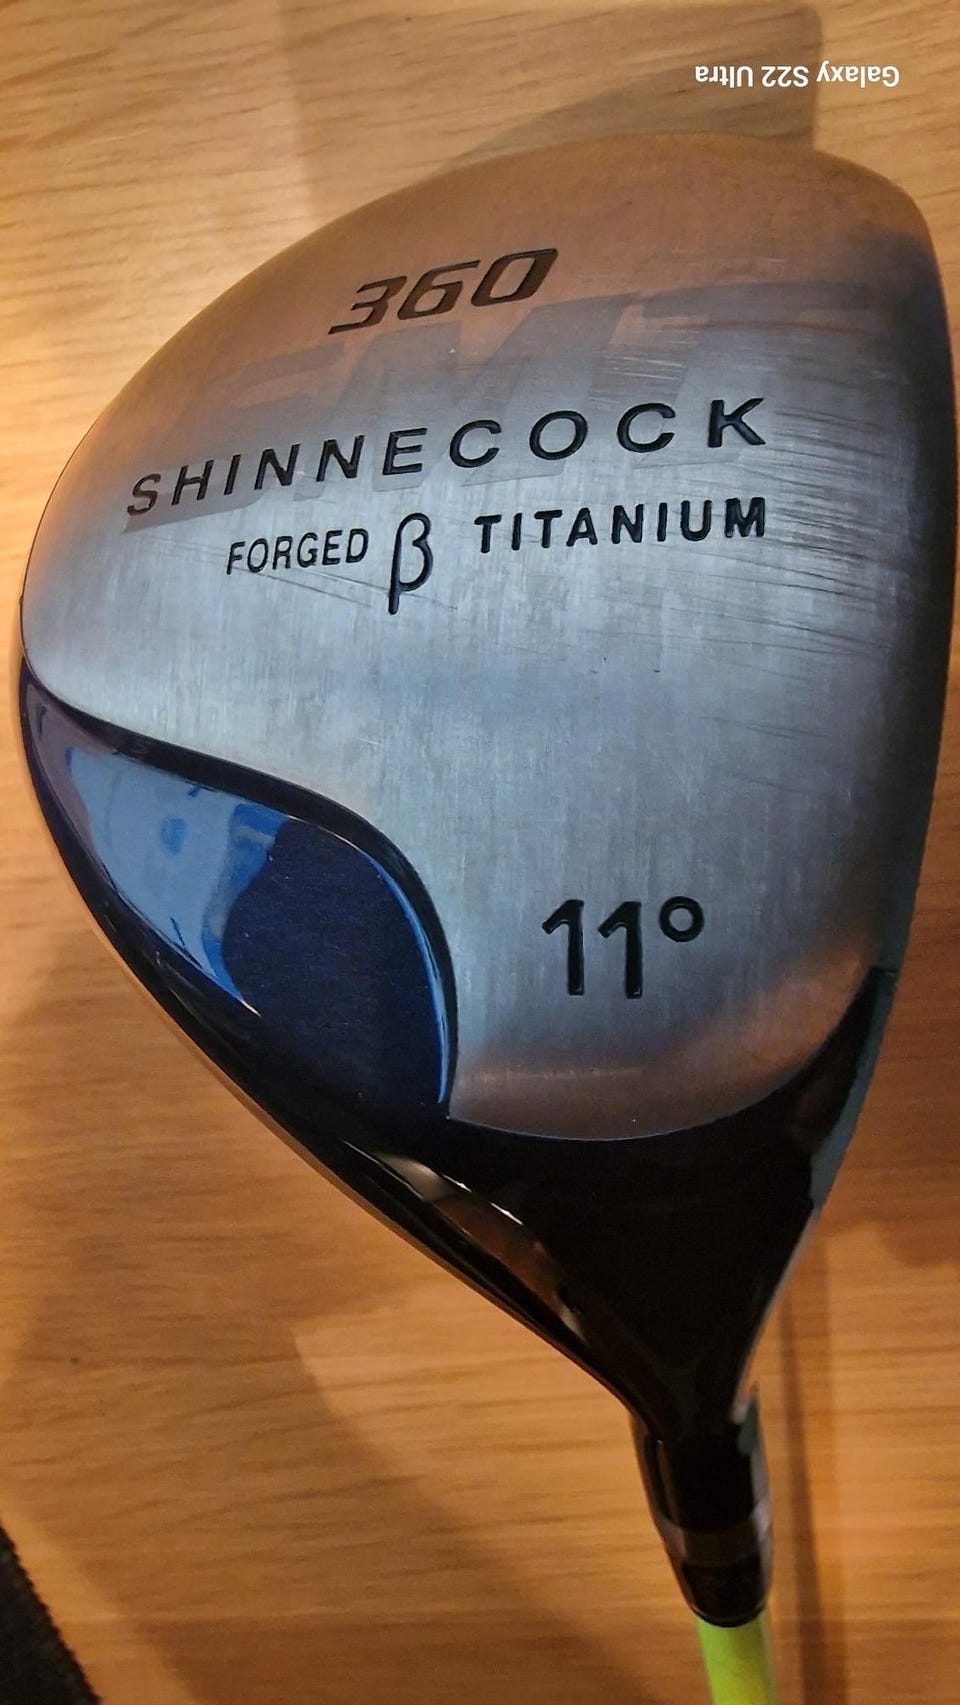 Galaxy S22 Ultra
360
SHINNECOCK
FORGED β TITANIUM
11°